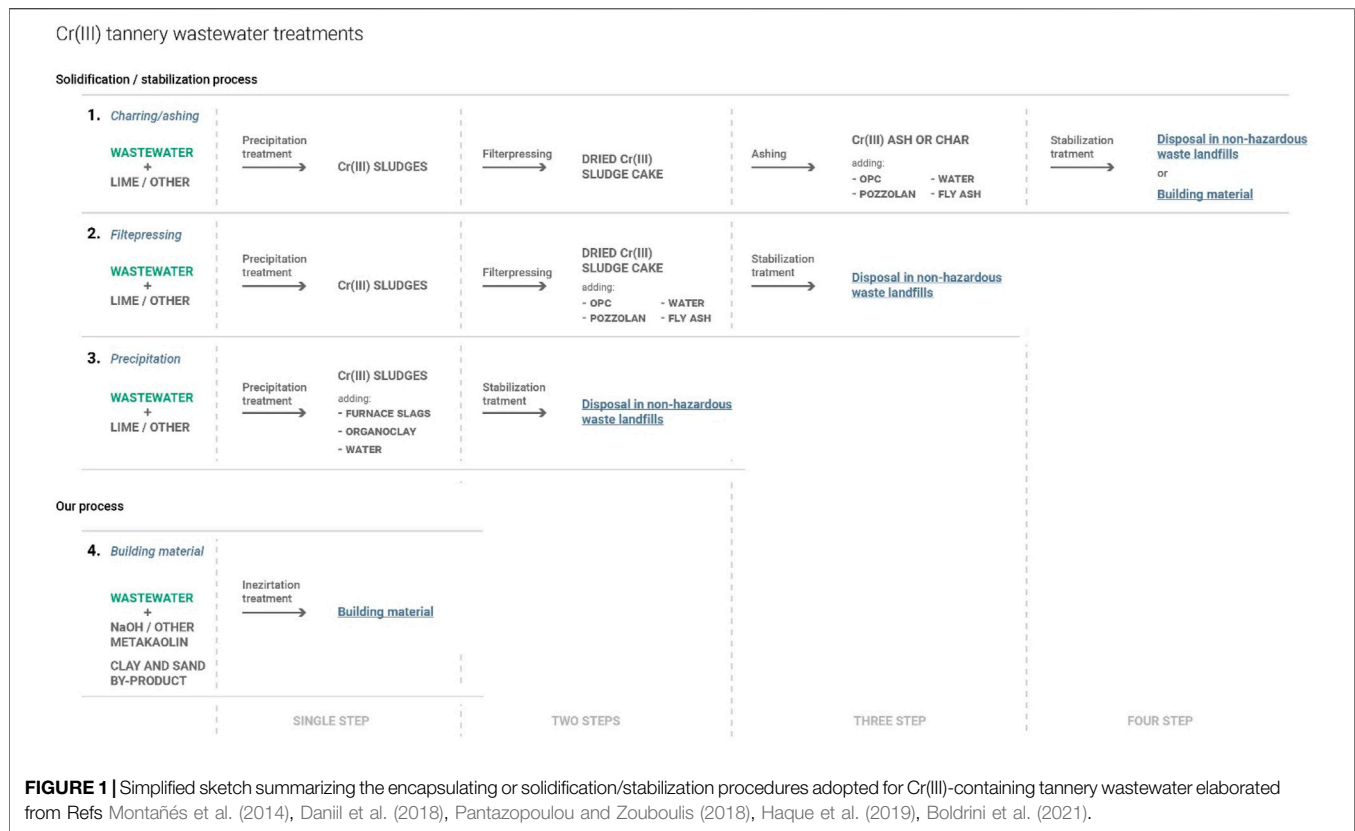 Cr(III) tannery wastewater treatments
Solidification / stabilization process
1. Charring/ashing
WASTEWATER
+
LIME / OTHER
Precipitation
treatment
Cr(III) SLUDGES
Filterpressing
DRIED Cr(III)
SLUDGE CAKE
Ashing
Cr(III) ASH OR CHAR
adding:
- OPC - WATER
- POZZOLAN - FLY ASH
Stabilization
tratment
Disposal in non-hazardous
waste landfills
or
Building material
2. Filtepressing
WASTEWATER
+
LIME / OTHER
Precipitation
treatment
Cr(III) SLUDGES
Filterpressing
DRIED Cr(III)
SLUDGE CAKE
adding:
- OPC - WATER
- POZZOLAN - FLY ASH
Stabilization
tratment
Disposal in non-hazardous
waste landfills
3. Precipitation
WASTEWATER
+
LIME / OTHER
Precipitation
treatment
Cr(III) SLUDGES
adding:
- FURNACE SLAGS
- ORGANOCLAY
- WATER
Stabilization
tratment
Disposal in non-hazardous
waste landfills
Our process
4. Building material
WASTEWATER
+
NaOH / OTHER
METAKAOLIN
CLAY AND SAND
BY-PRODUCT
Inezirtation
treatment
Building material
SINGLE STEP
TWO STEPS
THREE STEP
FOUR STEP
FIGURE 1 | Simplified sketch summarizing the encapsulating or solidification/stabilization procedures adopted for Cr(III)-containing tannery wastewater elaborated
from Refs Montañés et al. (2014), Daniil et al. (2018), Pantazopoulou and Zouboulis (2018), Haque et al. (2019), Boldrini et al. (2021).